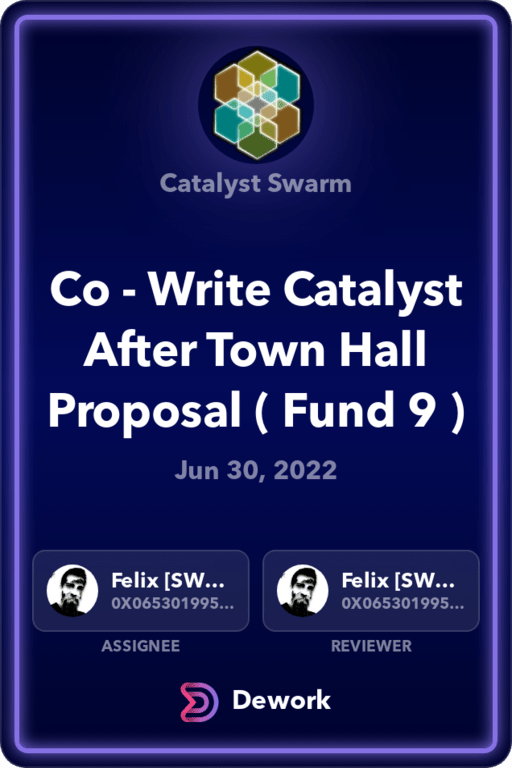 Catalyst Swarm
Co - Write Catalyst
After Town Hall
Proposal ( Fund 9 )
Jun 30, 2022
Felix [SW...
0X065301995...
Felix [SW...
0X065301995...
ASSIGNEE
REVIEWER
Dework